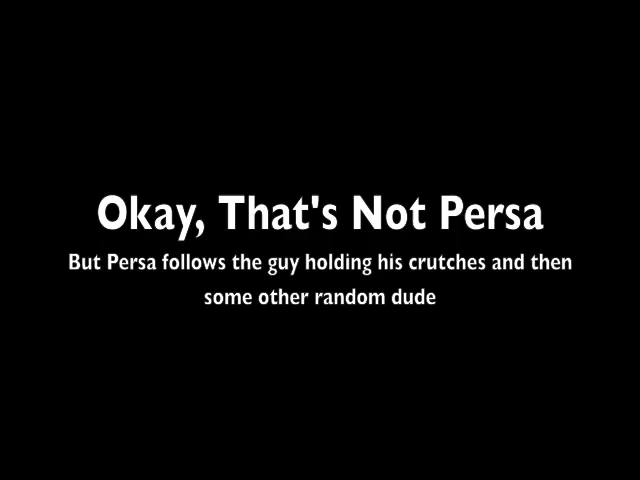 Okay, That's Not Persa
But Persa follows the guy holding his crutches and then
some other random dude